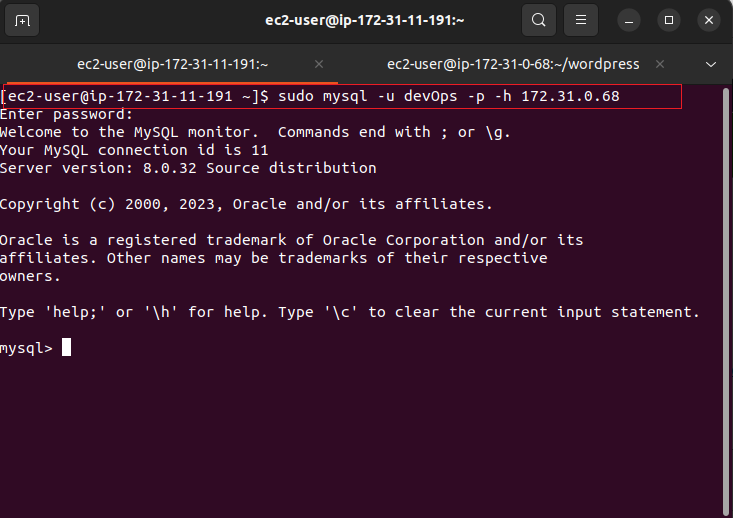 ec2-user@ip-172-31-11-191:~
ec2-user@ip-172-31-11-191:~ ec2-user@ip-172-31-0-68:~/wordpress
[ec2-user@ip-172-31-11-191 ~]$ sudo mysql -u devOps -p -h 172.31.0.68
Enter password:
Welcome to the MySQL monitor.  Commands end with ; or \g.
Your MySQL connection id is 11
Server version: 8.0.32 Source distribution
Copyright (c) 2000, 2023, Oracle and/or its affiliates.
Oracle is a registered trademark of Oracle Corporation and/or its
affiliates. Other names may be trademarks of their respective
owners.
Type 'help;' or '\h' for help. Type '\c' to clear the current input statement.
mysql>